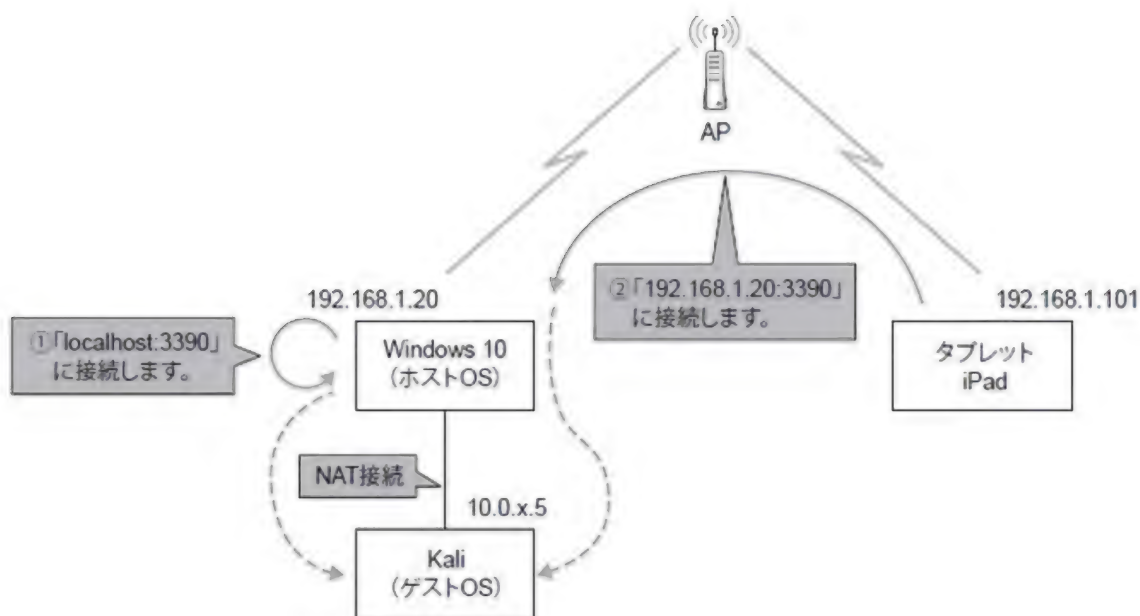 AP
②「192.168.1.20:3390」
に接続します。
192.168.1.20
192.168.1.101
①「localhost:3390」
に接続します。
Windows 10
(ホストOS)
タブレット
iPad
NAT接続
10.0.x.5
Kali
(ゲストOS)